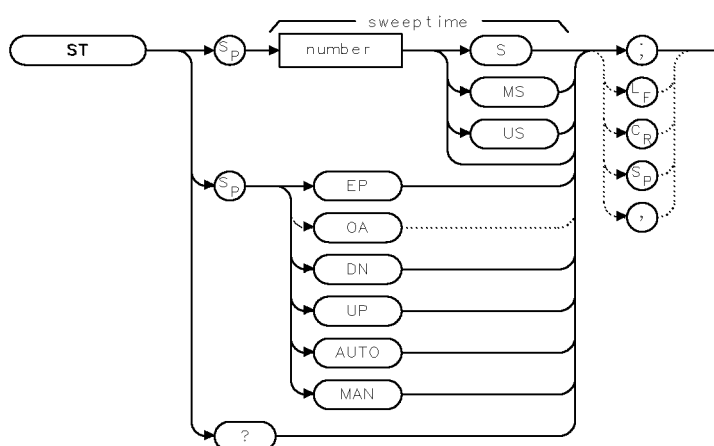 sweeptime
ST
SP
number
S
;
MS
LF
US
CR
SP
EP
SP
OA
,
DN
UP
AUTO
MAN
?